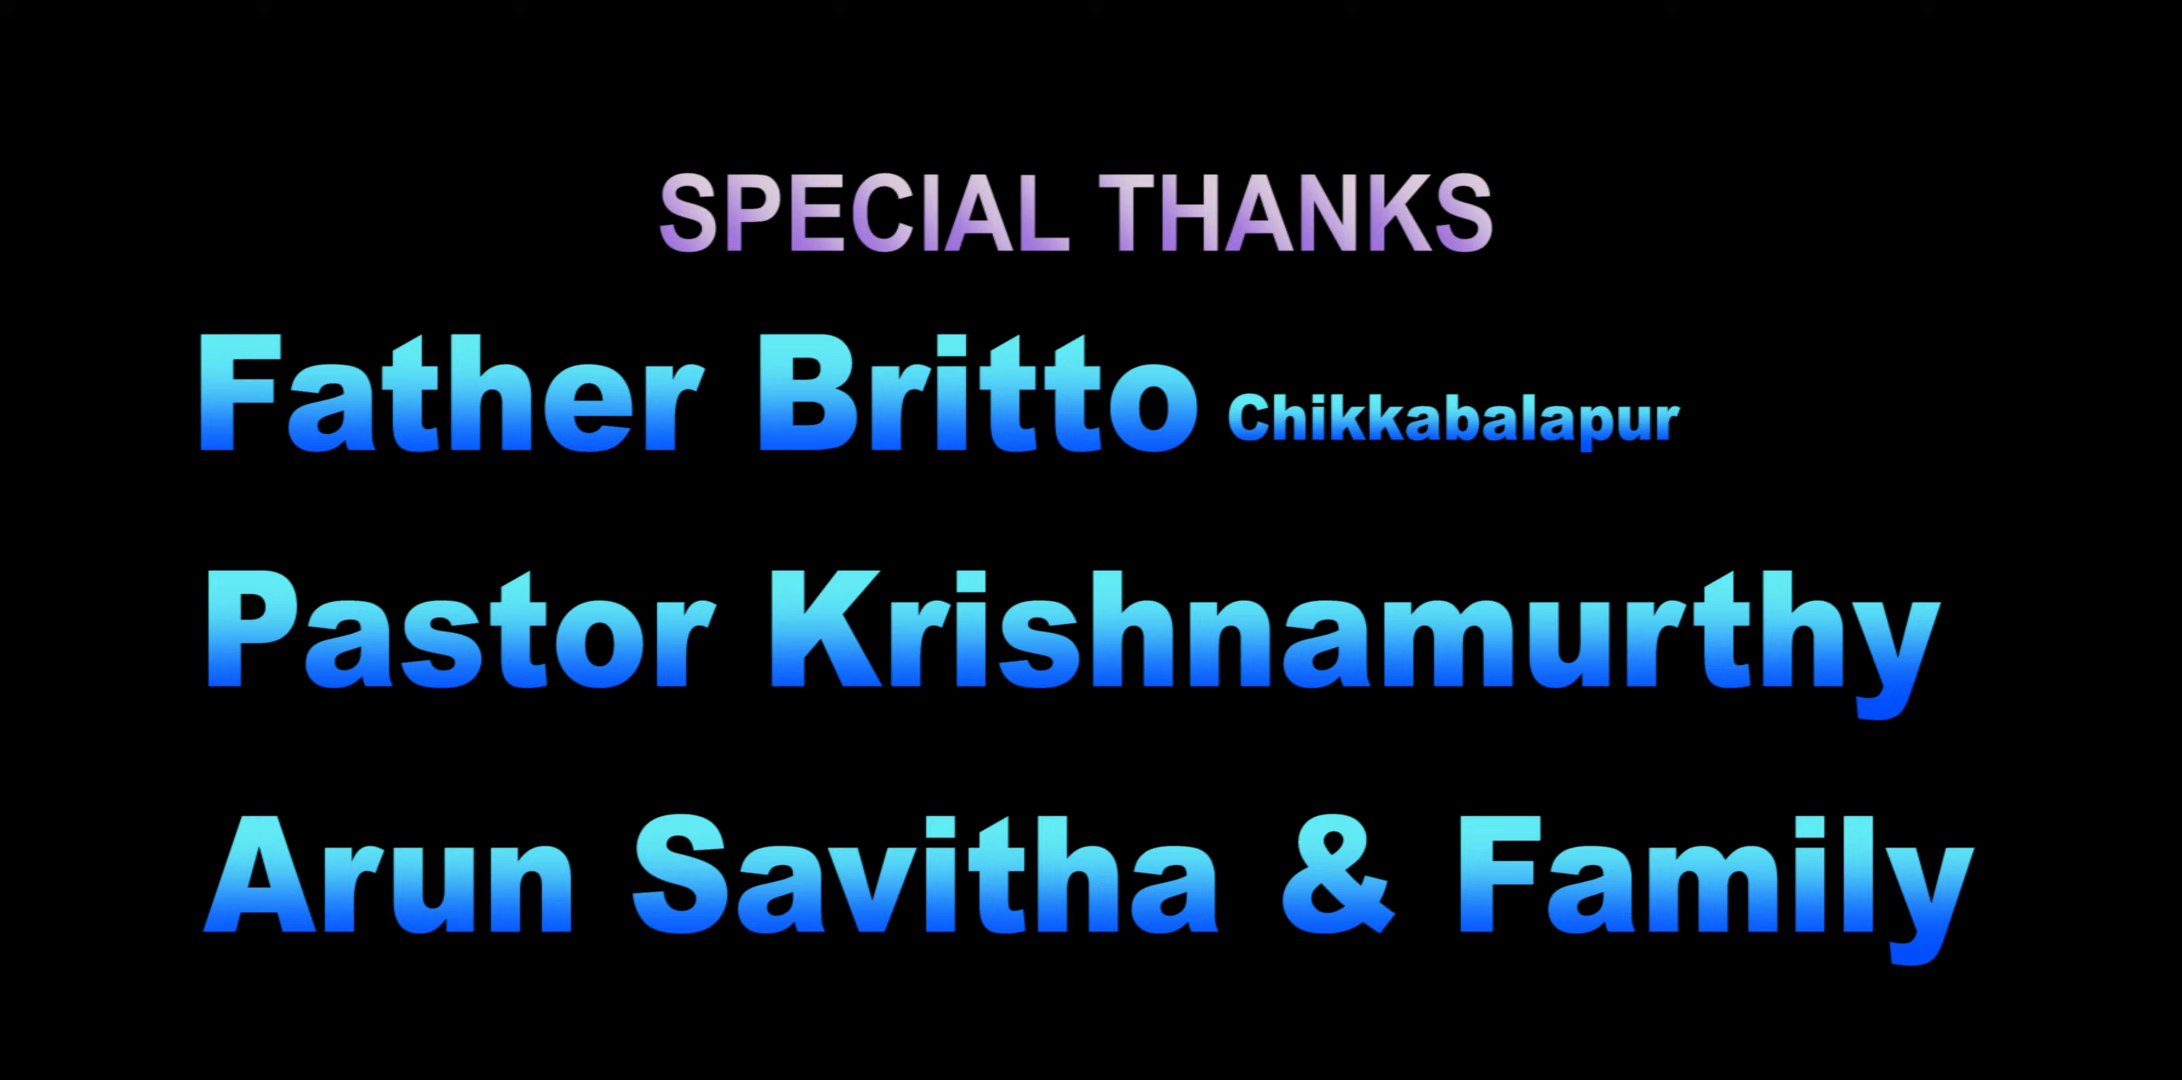 SPECIAL THANKS
Father Britto Chikkabalapur
Pastor Krishnamurthy
Arun Savitha & Family